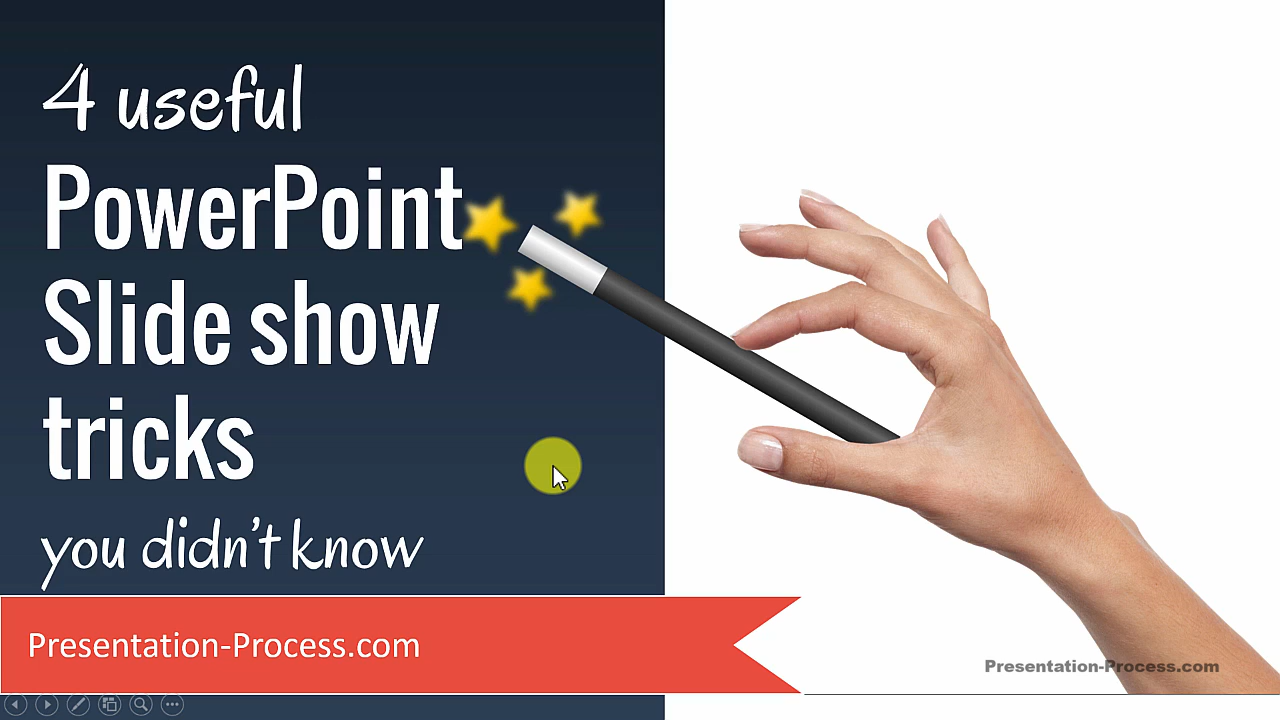 4 useful
PowerPoint
Slide show
tricks
you didn't know
Presentation-Process.com
Presentation-Process.com